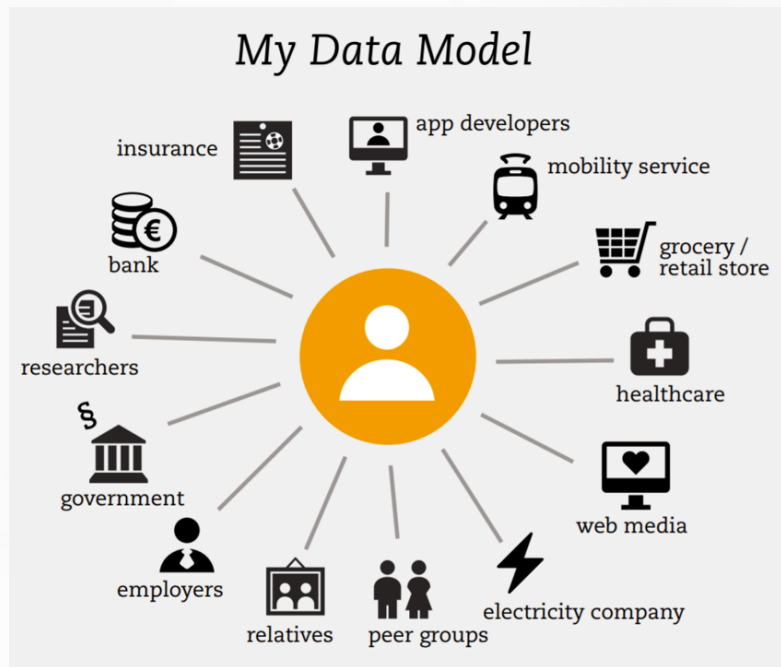 My Data Model
app developers
insurance
mobility service
€
bank
grocery /
retail store
researchers
healthcare
§
government
web media
employers
electricity company
relatives
peer groups